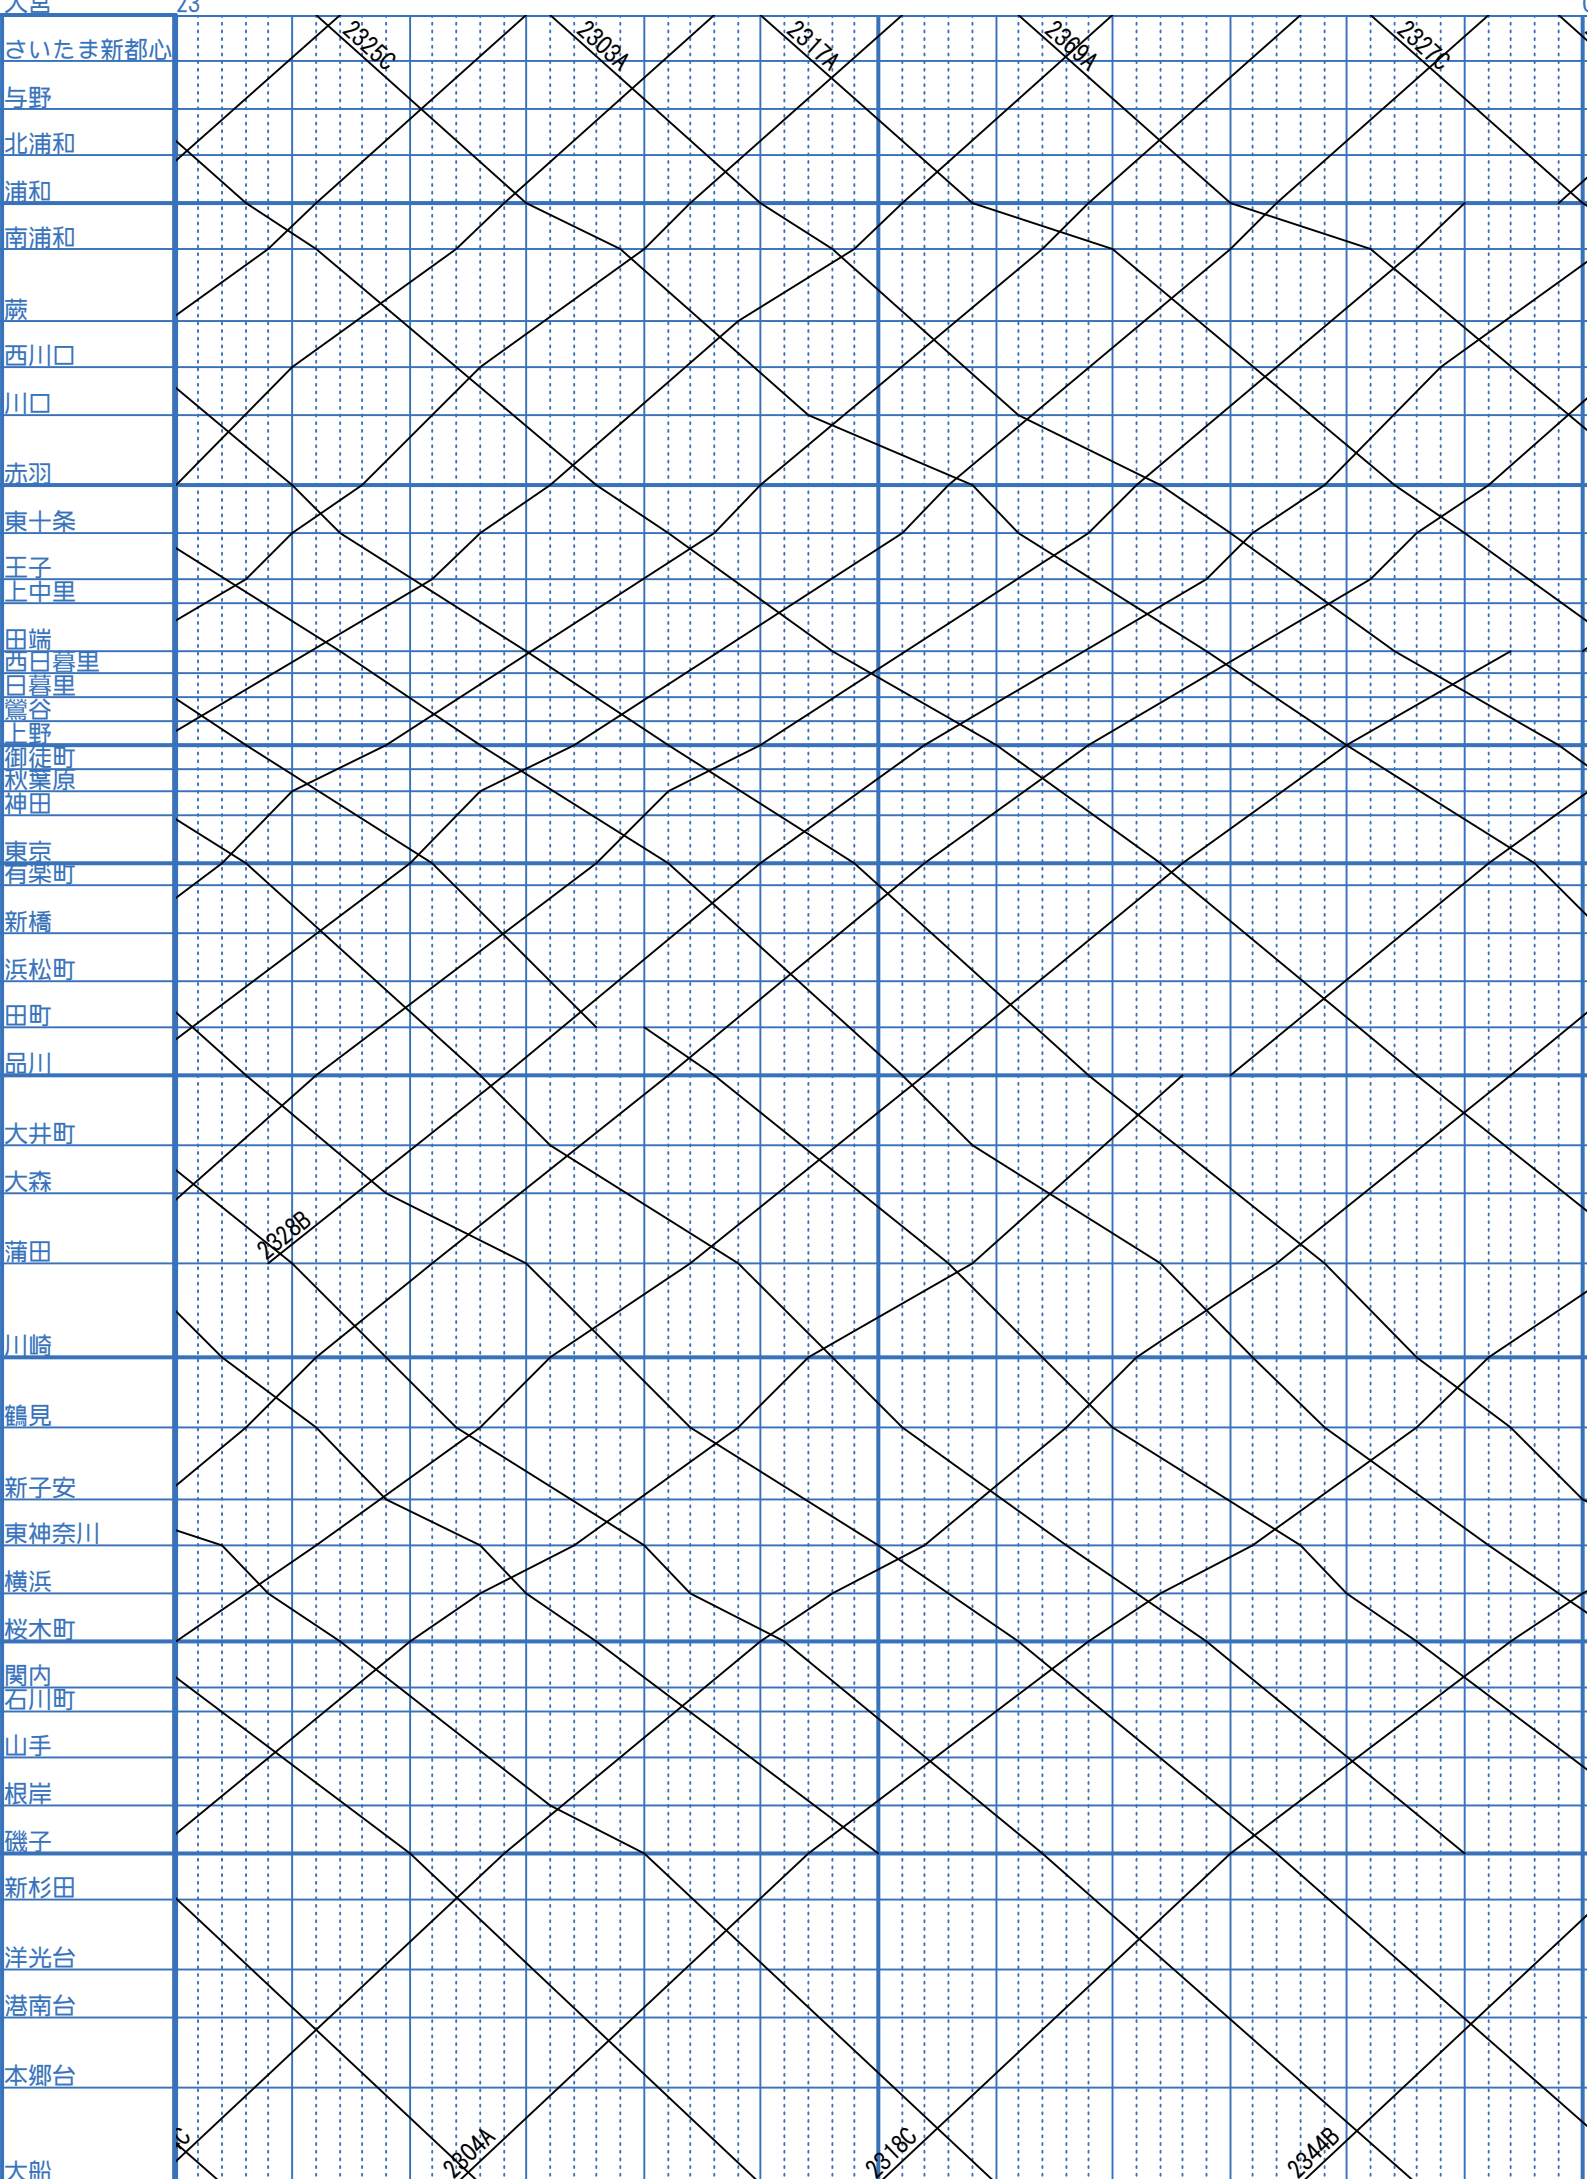 大宮
23
さいたま新都心
2325C
2303A
2317A
2369A
2327C
与野
北浦和
浦和
南浦和
蕨
西川口
川口
赤羽
東十条
王子
上中里
田端
西日暮里
日暮里
鶯谷
上野
御徒町
秋葉原
神田
東京
有楽町
新橋
浜松町
田町
品川
大井町
大森
2328B
蒲田
川崎
鶴見
新子安
東神奈川
横浜
桜木町
関内
石川町
山手
根岸
磯子
新杉田
洋光台
港南台
本郷台
C
2304A
2318C
2344B
大船